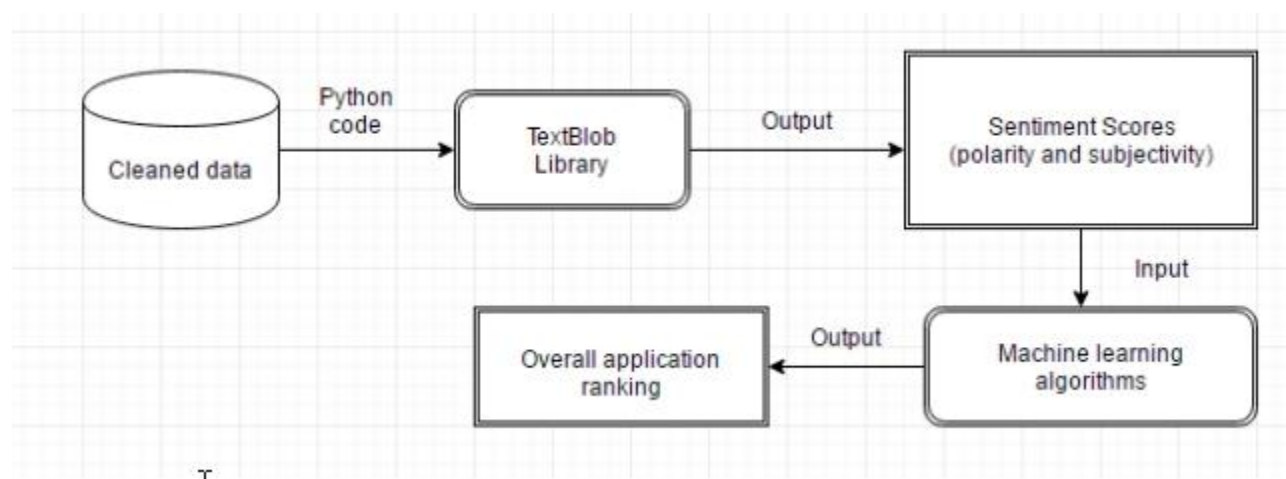 Python
code
Cleaned data
TextBlob
Library
Output
Sentiment Scores
(polarity and subjectivity)
Input
Machine learning
algorithms
Output
Overall application
ranking